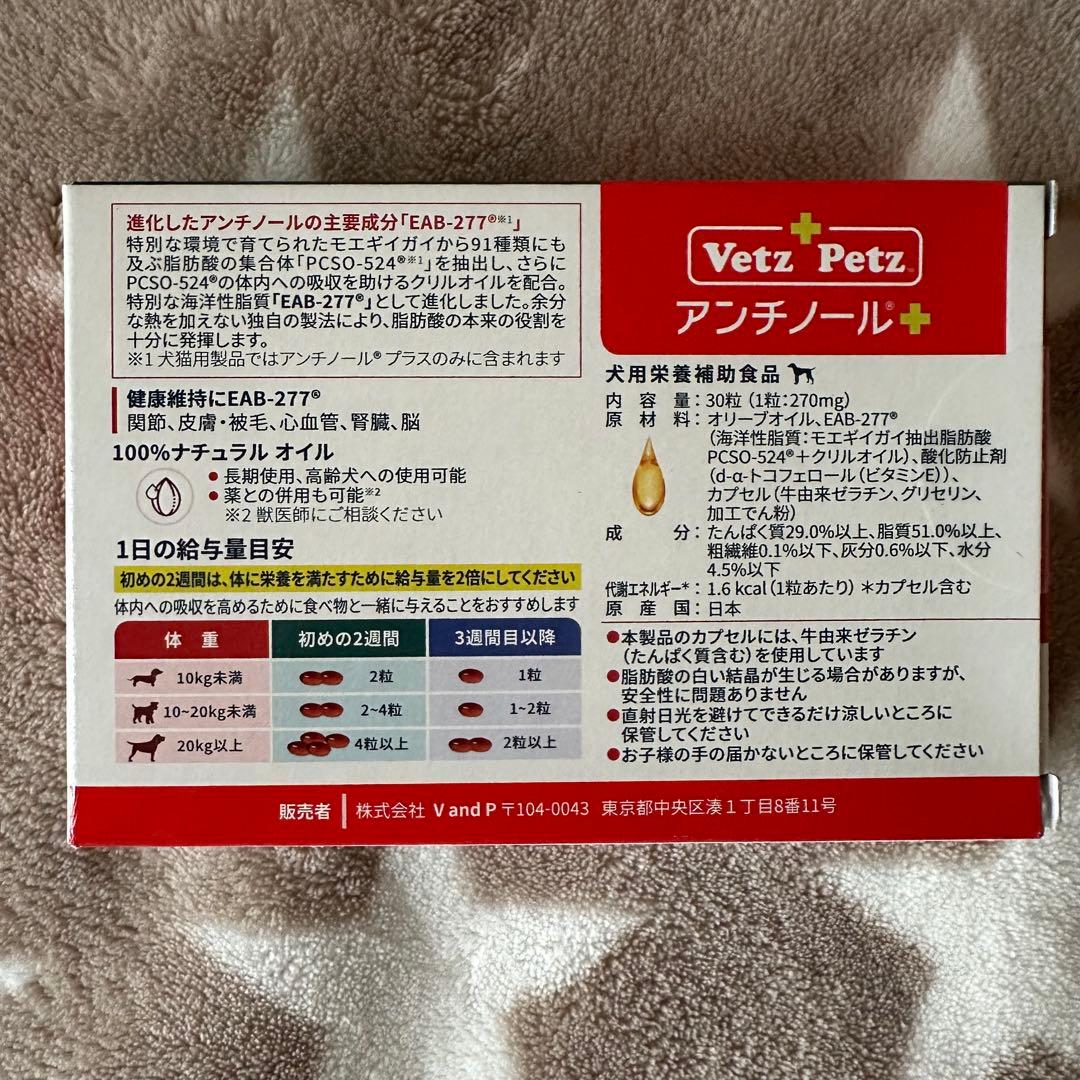 進化したアンチノールの主要成分「EAB-277®※1」
特別な環境で育てられたモエギイガイから91種類にも
及ぶ脂肪酸の集合体「PCSO-524®※1」を抽出し、さらに
PCSO-524®の体内への吸収を助けるクリルオイルを配合。
特別な海洋性脂質「EAB-277®」として進化しました。余分
な熱を加えない独自の製法により、脂肪酸の本来の役割を
十分に発揮します。
※1 犬猫用製品ではアンチノール® プラスのみに含まれます
健康維持にEAB-277®
関節、皮膚・被毛、心血管、腎臓、脳
100%ナチュラル オイル
●長期使用、高齢犬への使用可能
●薬との併用も可能※2
※2 獣医師にご相談ください
1日の給与量目安
初めの2週間は、体に栄養を満たすために給与量を2倍にしてください
体内への吸収を高めるために食べ物と一緒に与えることをおすすめします
体重 初めの2週間 3週間目以降
10kg未満 2粒 1粒
10~20kg未満 2~4粒 1~2粒
20kg以上 4粒以上 2粒以上
Vetz Petz™
アンチノール®+
犬用栄養補助食品
内容量：30粒（1粒：270mg）
原材料：オリーブオイル、EAB-277®
（海洋性脂質：モエギイガイ抽出脂肪酸
PCSO-524®＋クリルオイル）、酸化防止剤
（d-α-トコフェロール（ビタミンE））、
カプセル（牛由来ゼラチン、グリセリン、
加工でん粉）
成分：たんぱく質29.0%以上、脂質51.0%以上、
粗繊維0.1%以下、灰分0.6%以下、水分
4.5%以下
代謝エネルギー*：1.6 kcal（1粒あたり）＊カプセル含む
原産国：日本
●本製品のカプセルには、牛由来ゼラチン
（たんぱく質含む）を使用しています
●脂肪酸の白い結晶が生じる場合がありますが、
安全性に問題ありません
●直射日光を避けてできるだけ涼しいところに
保管してください
●お子様の手の届かないところに保管してください
販売者 株式会社 V and P 〒104-0043 東京都中央区湊1丁目8番11号